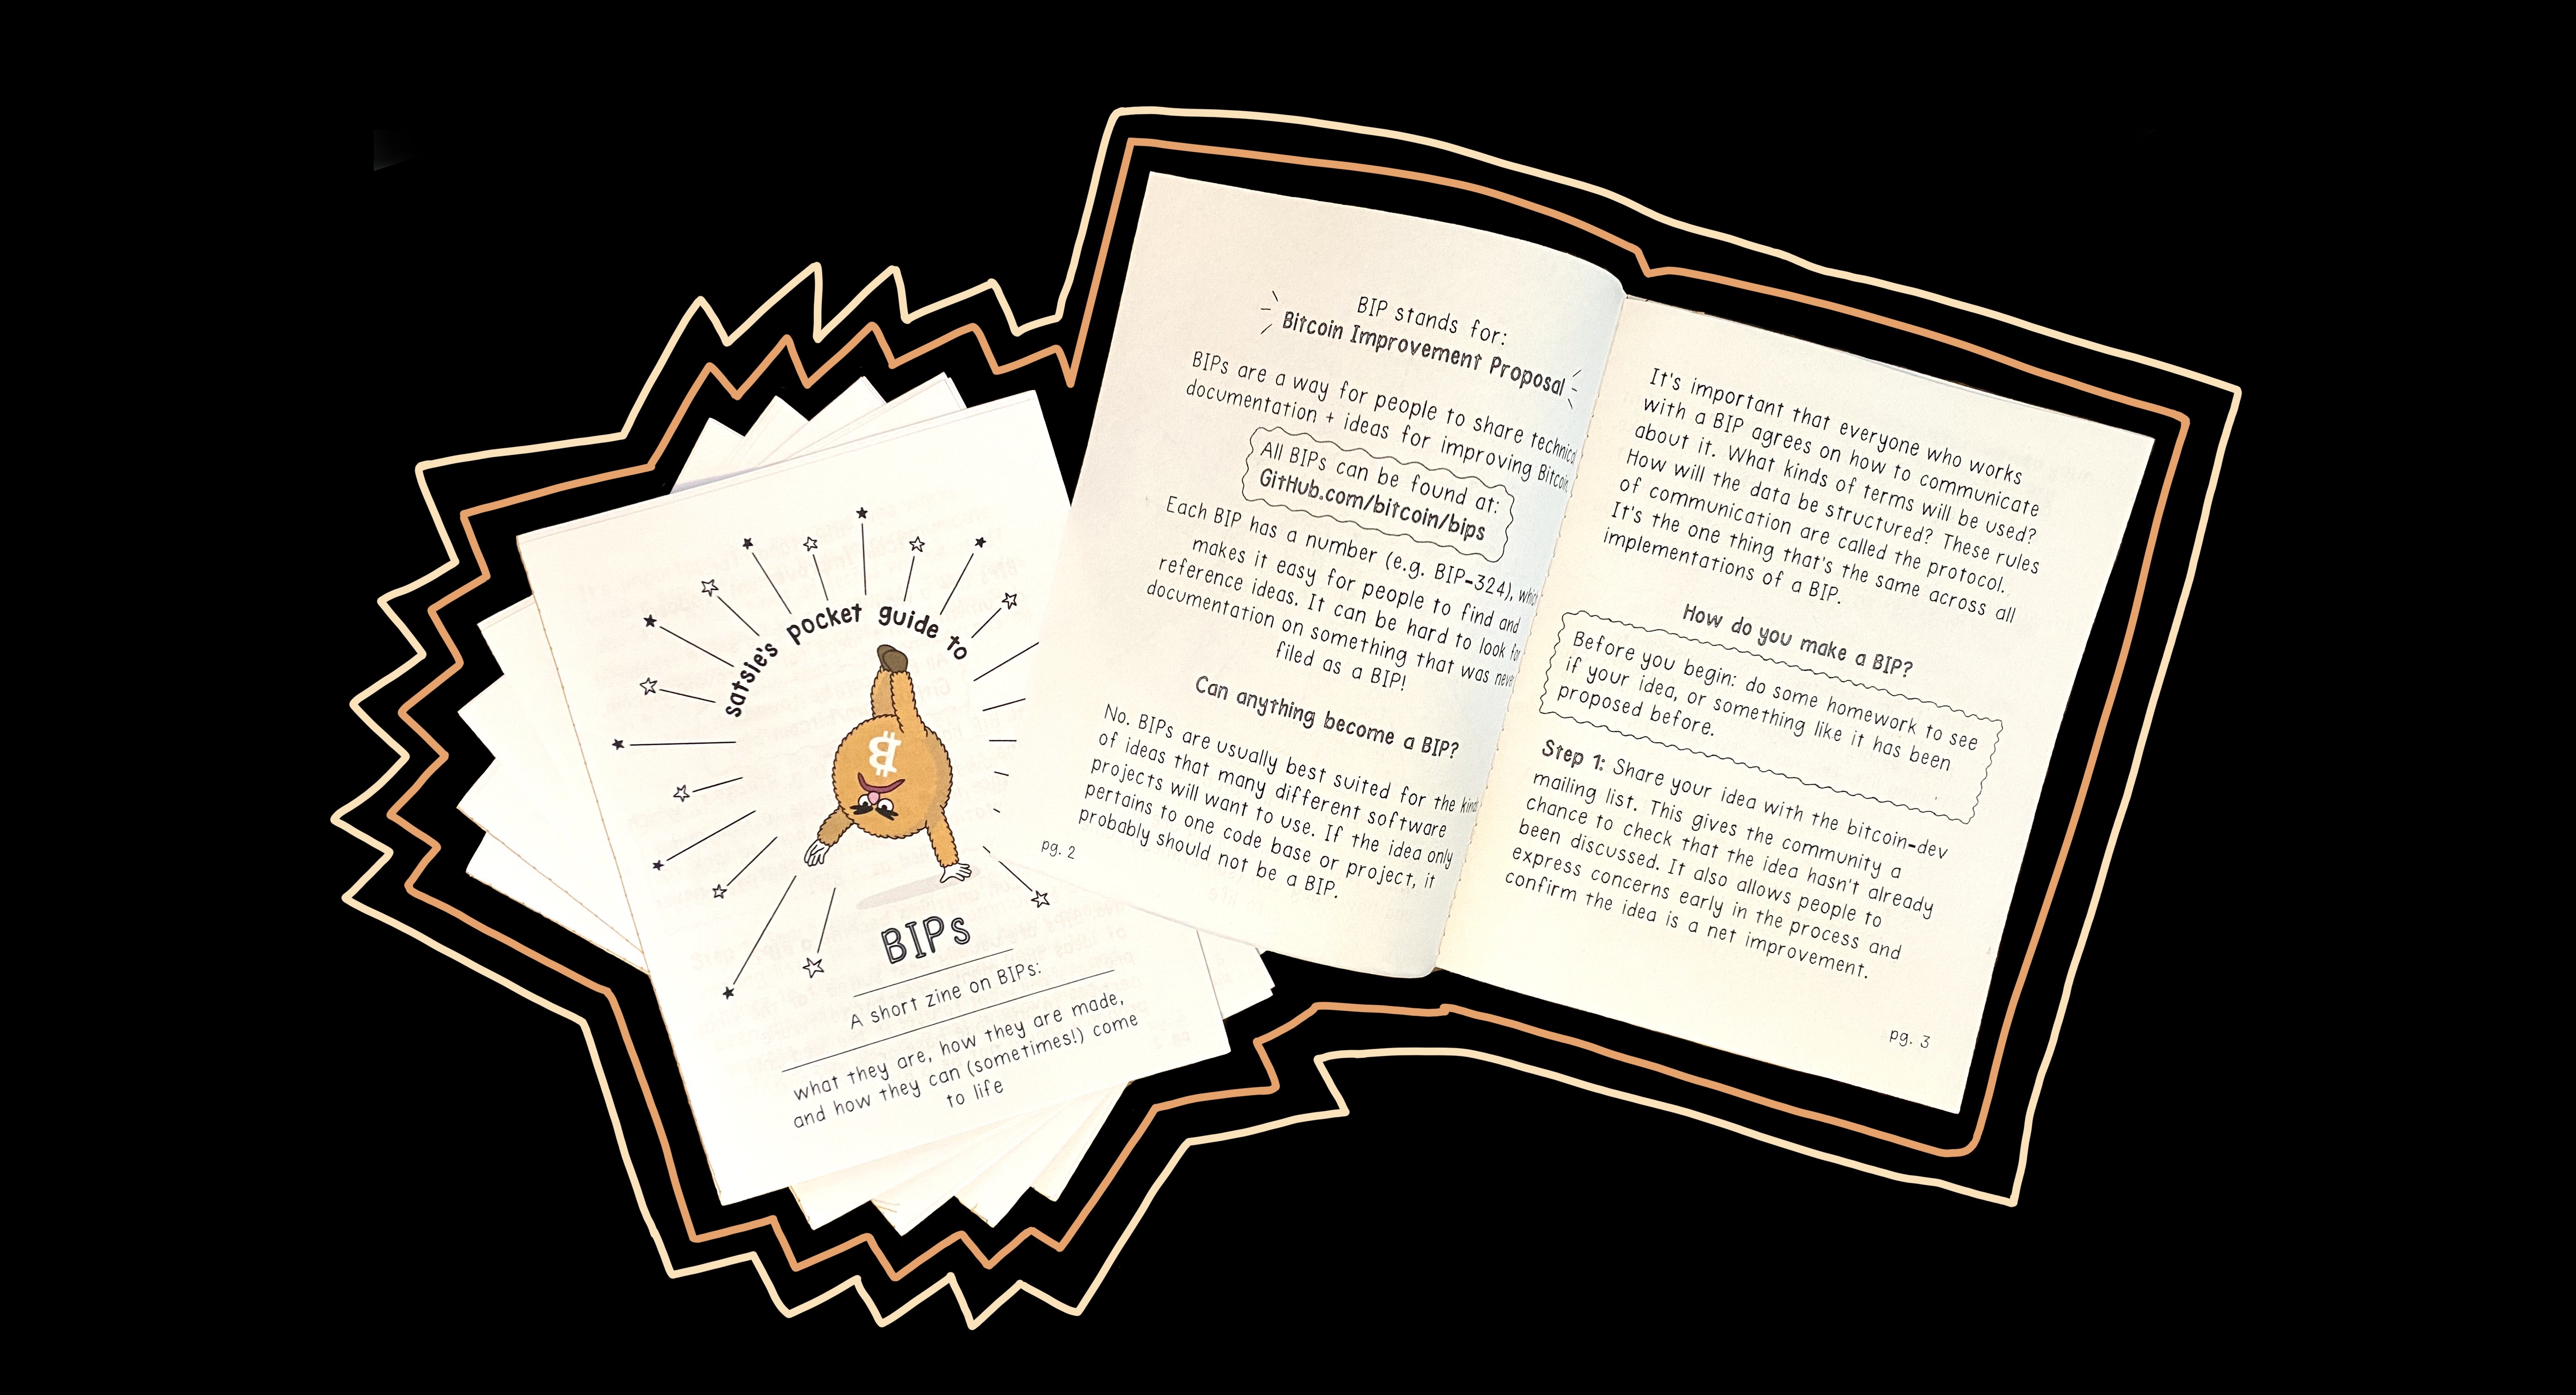 satsie's pocket guide to
BIPs
A short zine on BIPs:
what they are, how they are made,
and how they can (sometimes!) come
to life
BIP stands for:
Bitcoin Improvement Proposal
BIPs are a way for people to share technical
documentation + ideas for improving Bitcoin.
All BIPs can be found at:
GitHub.com/bitcoin/bips
Each BIP has a number (e.g. BIP-324), which
makes it easy for people to find and
reference ideas. It can be hard to look for
documentation on something that was never
filed as a BIP!
Can anything become a BIP?
No. BIPs are usually best suited for the kinds
of ideas that many different software
projects will want to use. If the idea only
pertains to one code base or project, it
probably should not be a BIP.
pg. 2
It's important that everyone who works
with a BIP agrees on how to communicate
about it. What kinds of terms will be used?
How will the data be structured? These rules
of communication are called the protocol.
It's the one thing that's the same across all
implementations of a BIP.
How do you make a BIP?
Before you begin: do some homework to see
if your idea, or something like it has been
proposed before.
Step 1: Share your idea with the bitcoin-dev
mailing list. This gives the community a
chance to check that the idea hasn't already
been discussed. It also allows people to
express concerns early in the process and
confirm the idea is a net improvement.
pg. 3